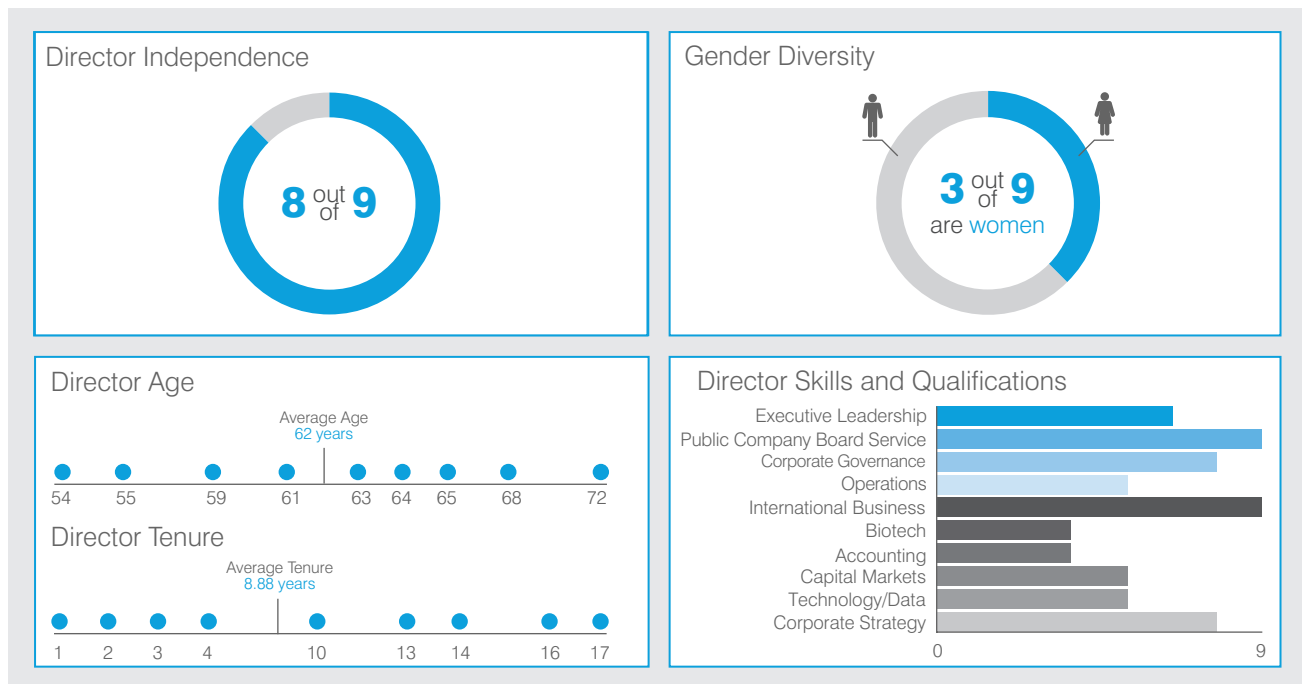 Director Independence
8 out of 9
Gender Diversity
3 out of 9
are women
Director Age
Average Age
62 years
54 55 59 61 63 64 65 68 72
Director Tenure
Average Tenure
8.88 years
1 2 3 4 10 13 14 16 17
Director Skills and Qualifications
Executive Leadership
Public Company Board Service
Corporate Governance
Operations
International Business
Biotech
Accounting
Capital Markets
Technology/Data
Corporate Strategy
0 9